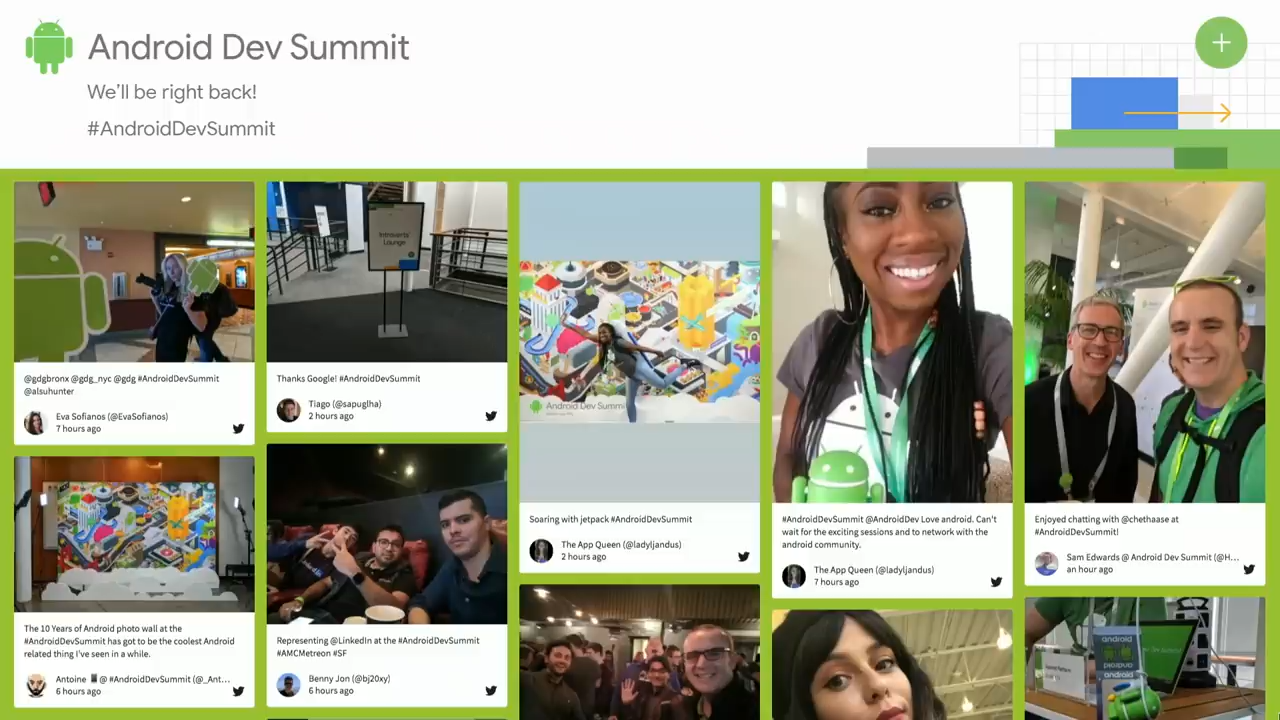 Android Dev Summit
We'll be right back!
#AndroidDevSummit
@gdgbronx @gdg_nyc @gdg #AndroidDevSummit
@alsuhunter
Eva Sofianos (@EvaSofianos)
7 hours ago
The 10 Years of Android photo wall at the
#AndroidDevSummit has got to be the coolest Android
related thing I've seen in a while.
Antoine @ #AndroidDevSummit (@_Ant...
6 hours ago
Introverts'
Lounge
Thanks Google! #AndroidDevSummit
Tiago (@sapuglha)
2 hours ago
Representing @LinkedIn at the #AndroidDevSummit
#AMCMetreon #SF
Benny Jon (@bj20xy)
6 hours ago
Android Dev Summit
Soaring with jetpack #AndroidDevSummit
The App Queen (@ladyljandus)
2 hours ago
#AndroidDevSummit @AndroidDev Love android. Can't
wait for the exciting sessions and to network with the
android community.
The App Queen (@ladyljandus)
7 hours ago
Enjoyed chatting with @chethaase at
#AndroidDevSummit!
Sam Edwards @ Android Dev Summit (@H...
an hour ago
android
android